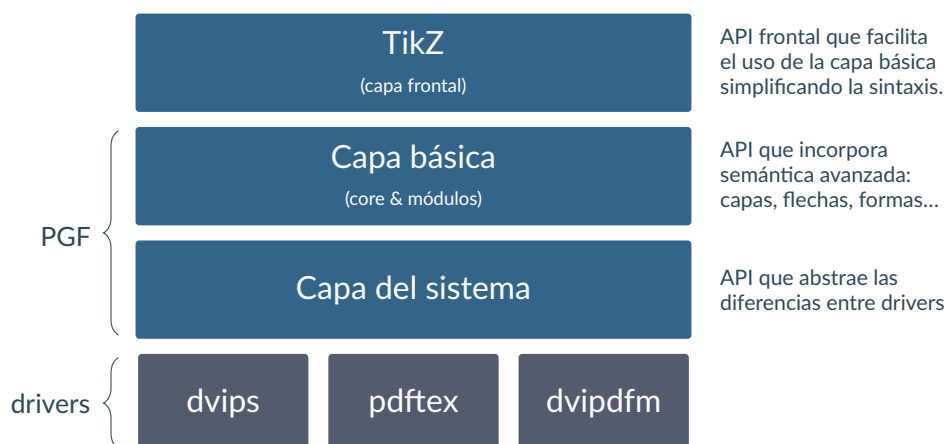 TikZ
(capa frontal)
API frontal que facilita
el uso de la capa básica
simplificando la sintaxis.
PGF
Capa básica
(core & módulos)
API que incorpora
semántica avanzada:
capas, flechas, formas...
Capa del sistema
API que abstrae las
diferencias entre drivers
drivers
dvips
pdftex
dvipdfm